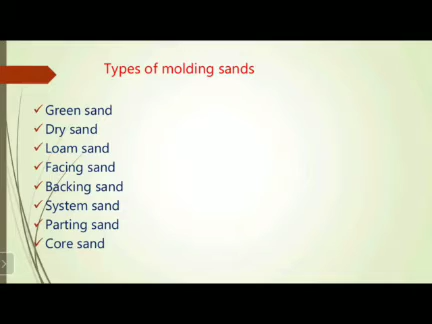 Types of molding sands
Green sand
Dry sand
Loam sand
Facing sand
Backing sand
System sand
Parting sand
Core sand